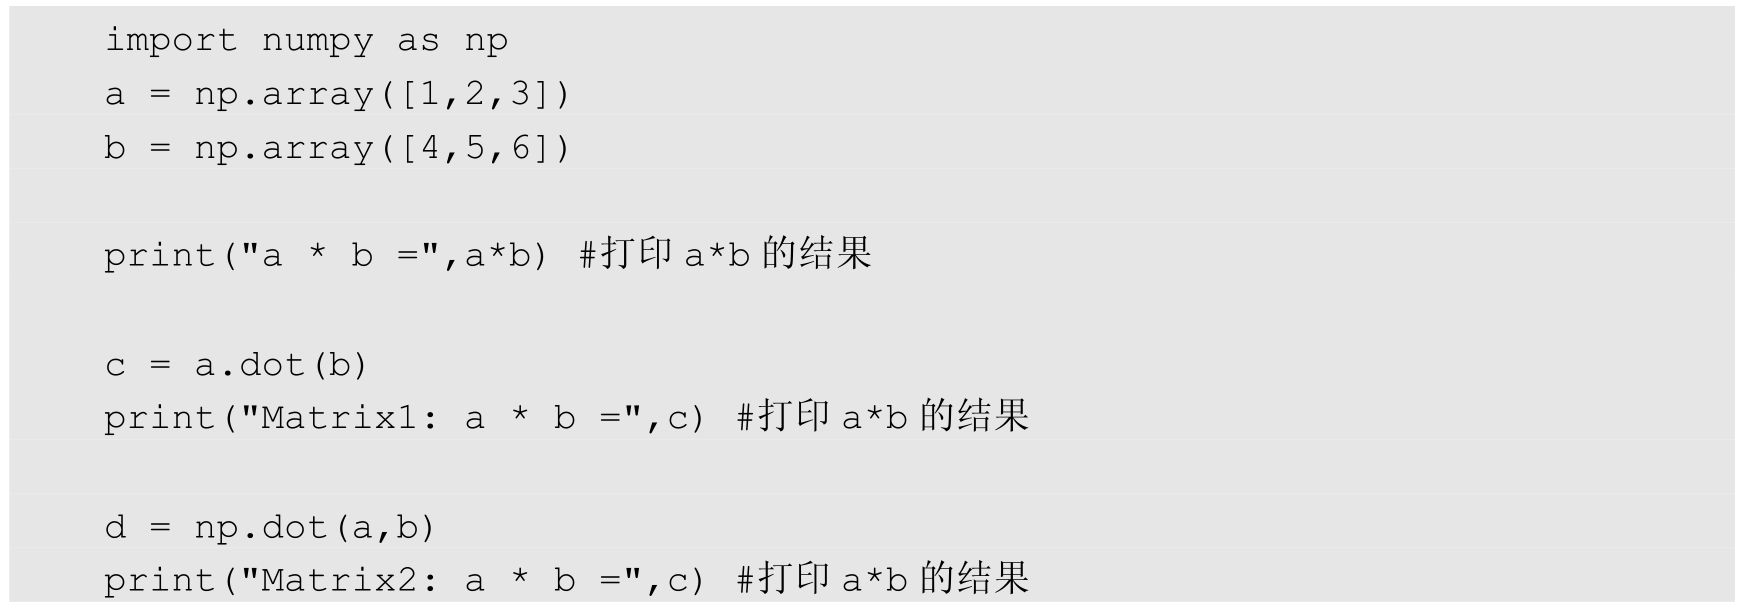 import numpy as np
a = np.array([1,2,3])
b = np.array([4,5,6])
print("a * b =",a*b) #打印 a*b 的结果
c = a.dot(b)
print("Matrix1: a * b =",c) #打印 a*b 的结果
d = np.dot(a,b)
print("Matrix2: a * b =",c) #打印 a*b 的结果